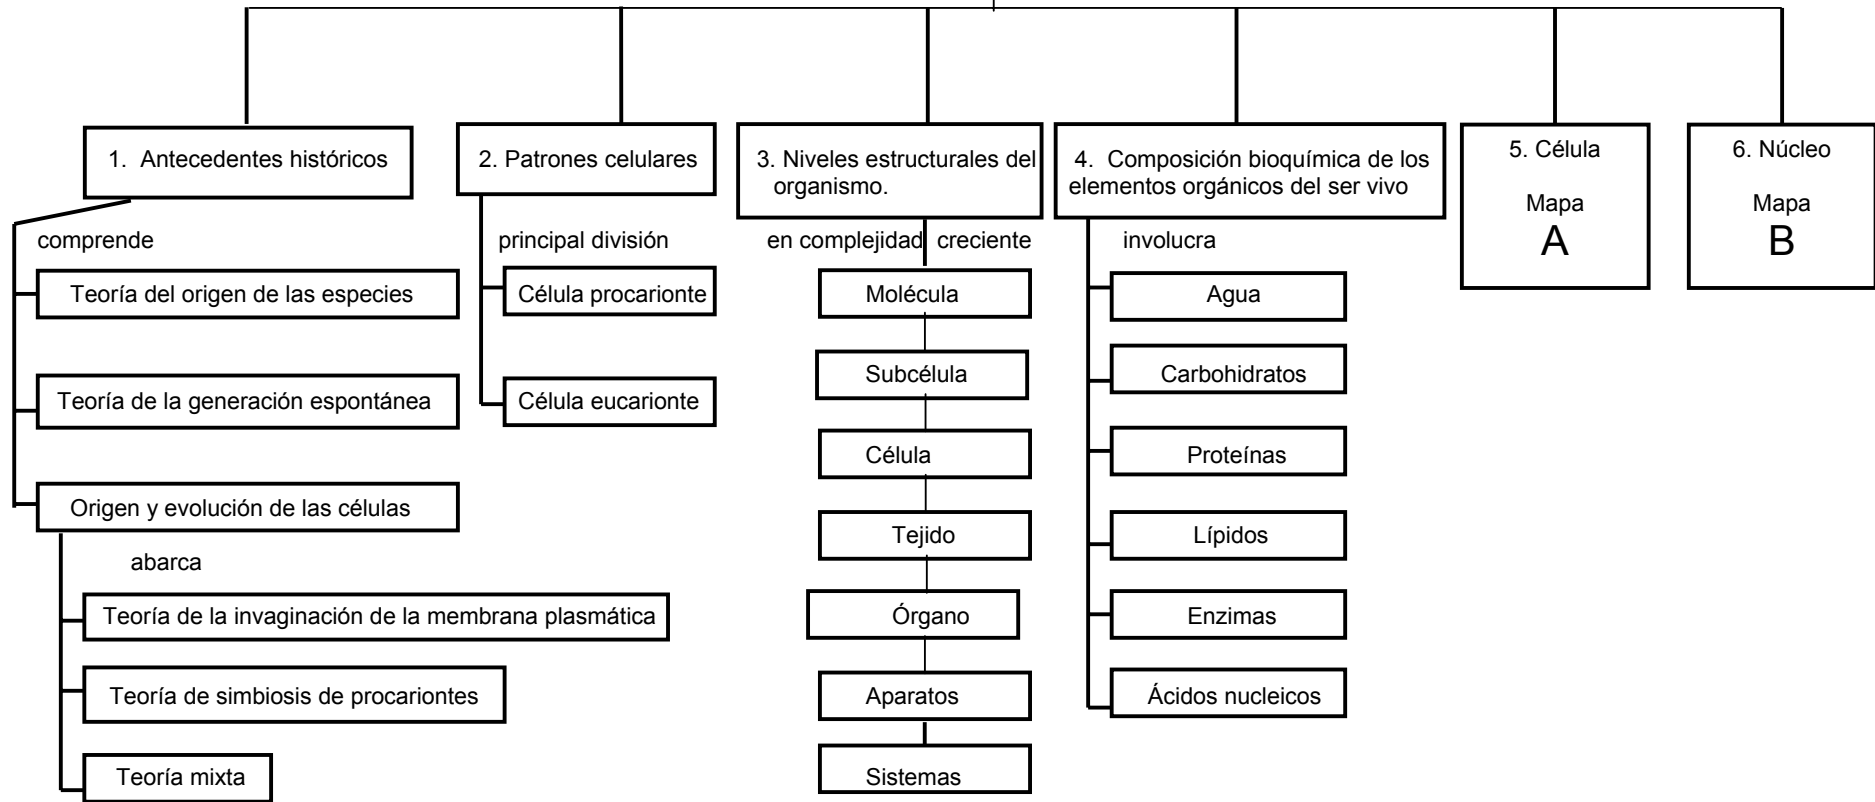 1. Antecedentes históricos
comprende
Teoría del origen de las especies
Teoría de la generación espontánea
Origen y evolución de las células
abarca
Teoría de la invaginación de la membrana plasmática
Teoría de simbiosis de procariontes
Teoría mixta
2. Patrones celulares
principal división
Célula procarionte
Célula eucarionte
3. Niveles estructurales del
organismo.
en complejidad creciente
Molécula
Subcélula
Célula
Tejido
Órgano
Aparatos
Sistemas
4. Composición bioquímica de los
elementos orgánicos del ser vivo
involucra
Agua
Carbohidratos
Proteínas
Lípidos
Enzimas
Ácidos nucleicos
5. Célula
Mapa
A
6. Núcleo
Mapa
B